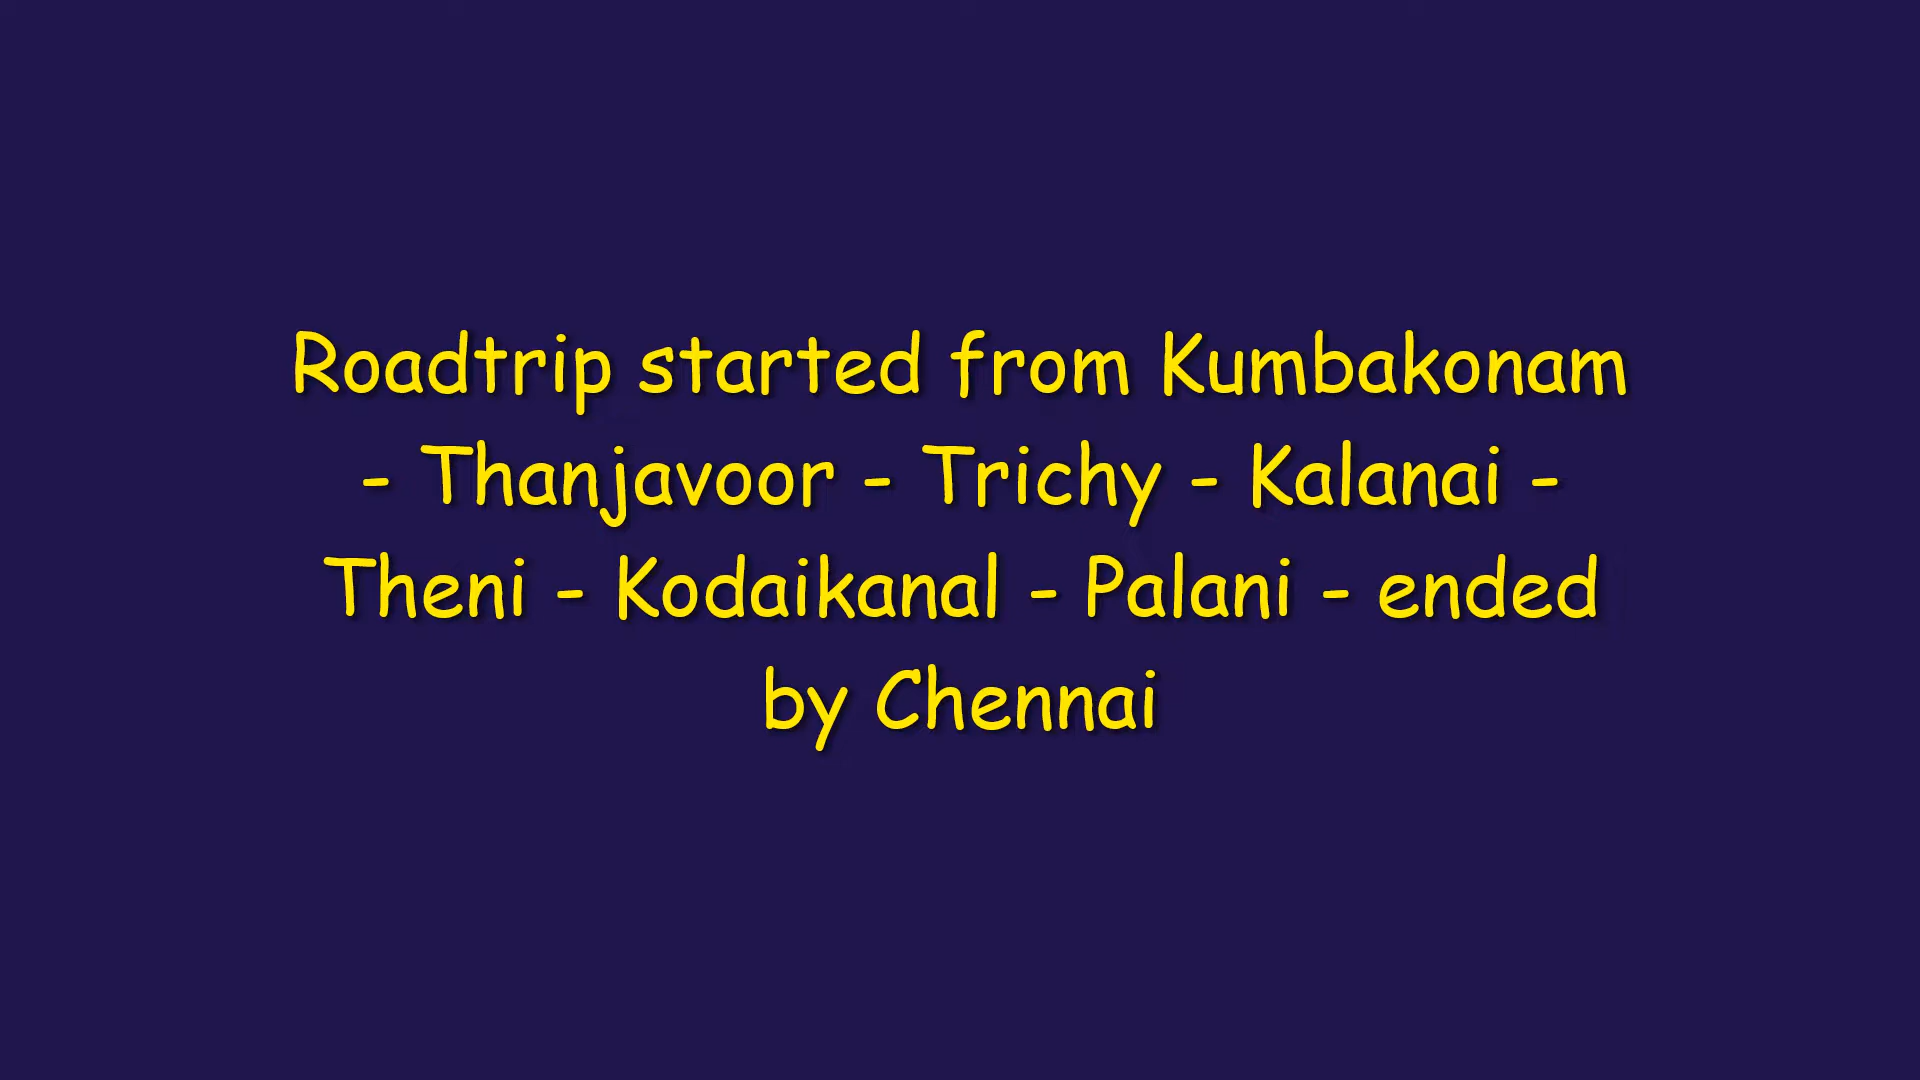 Roadtrip started from Kumbakonam
- Thanjavoor - Trichy - Kalanai -
Theni - Kodaikanal - Palani - ended
by Chennai